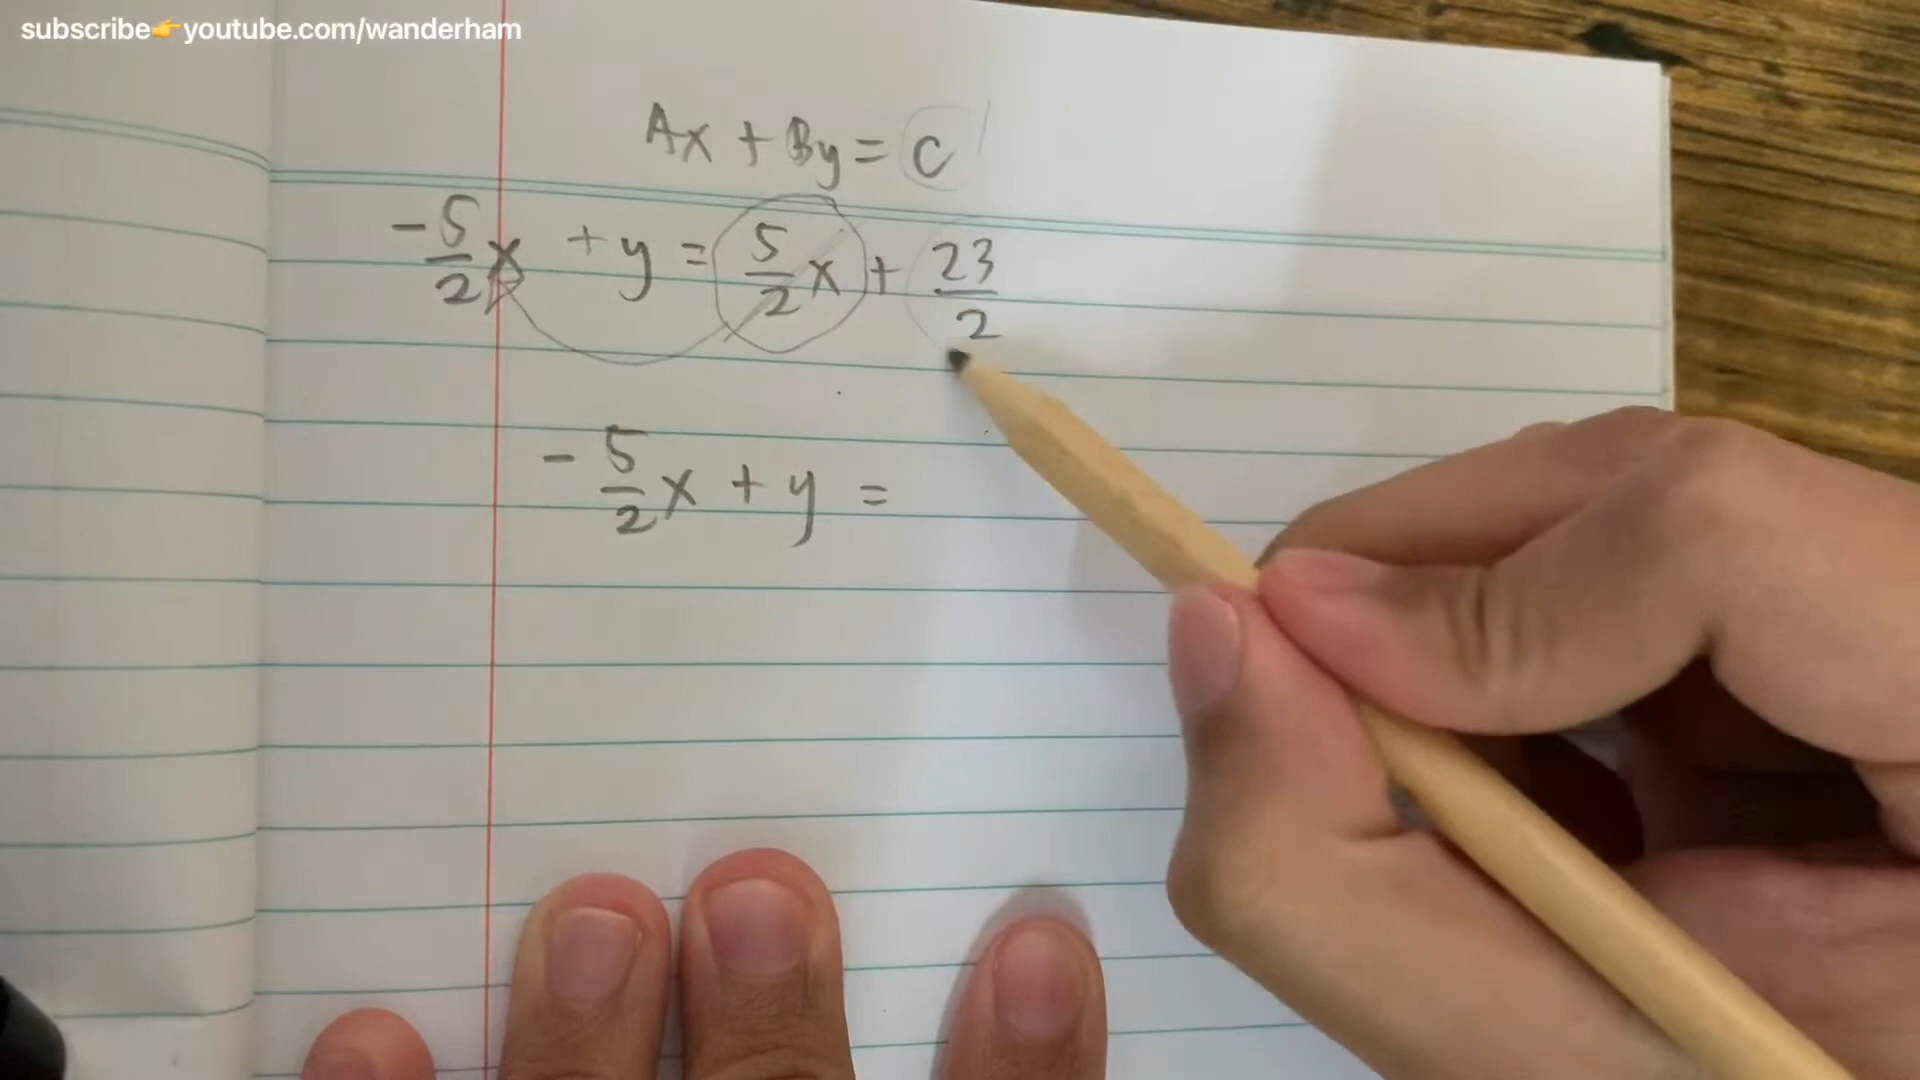 subscribe👉youtube.com/wanderham
Ax + By = C
-5/2x + y = 5/2x + 23/2
-5/2x + y =